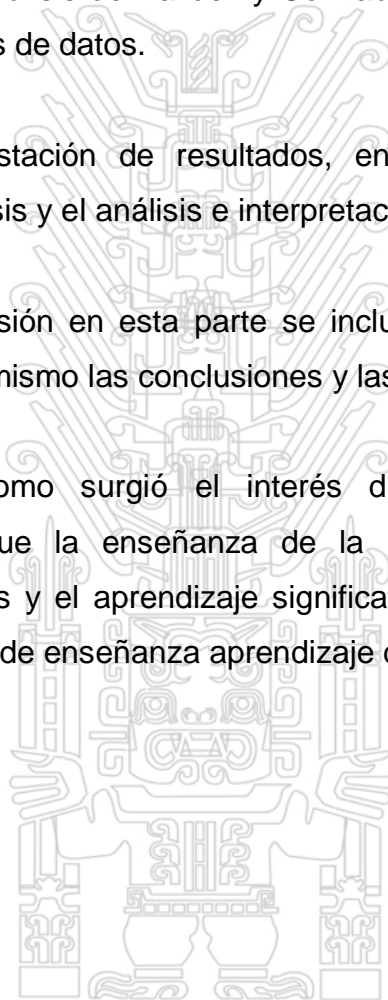 s de datos.
stación de resultados, en
sis y el análisis e interpretac
sión en esta parte se inclu
mismo las conclusiones y las
omo surgió el interés d
ue la enseñanza de la
s y el aprendizaje significa
de enseñanza aprendizaje